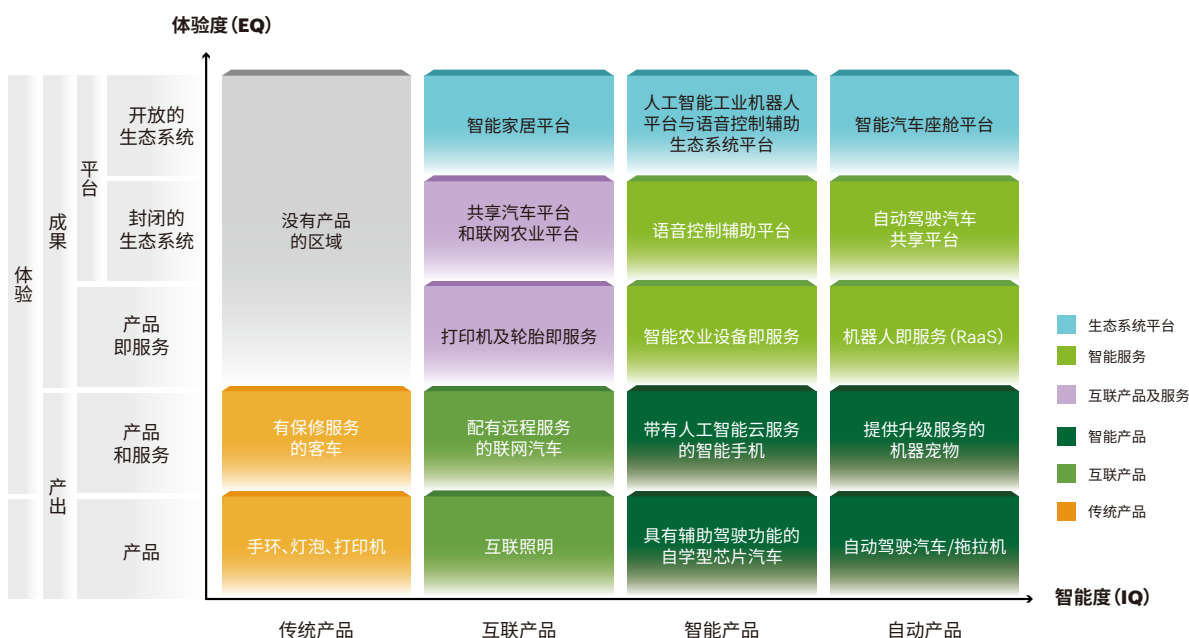 体验度（EQ）
体验
成果
产出
平台
开放的
生态系统
封闭的
生态系统
产品
即服务
产品
和服务
产品
没有产品
的区域
智能家居平台
人工智能工业机器人
平台与语音控制辅助
生态系统平台
智能汽车座舱平台
共享汽车平台
和联网农业平台
语音控制辅助平台
自动驾驶汽车
共享平台
打印机及轮胎即服务
智能农业设备即服务
机器人即服务（RaaS）
有保修服务
的客车
配有远程服务
的联网汽车
带有人工智能云服务
的智能手机
提供升级服务的
机器宠物
手环、灯泡、打印机
互联照明
具有辅助驾驶功能的
自学型芯片汽车
自动驾驶汽车/拖拉机
传统产品
互联产品
智能产品
自动产品
智能度（IQ）
生态系统平台
智能服务
互联产品及服务
智能产品
互联产品
传统产品